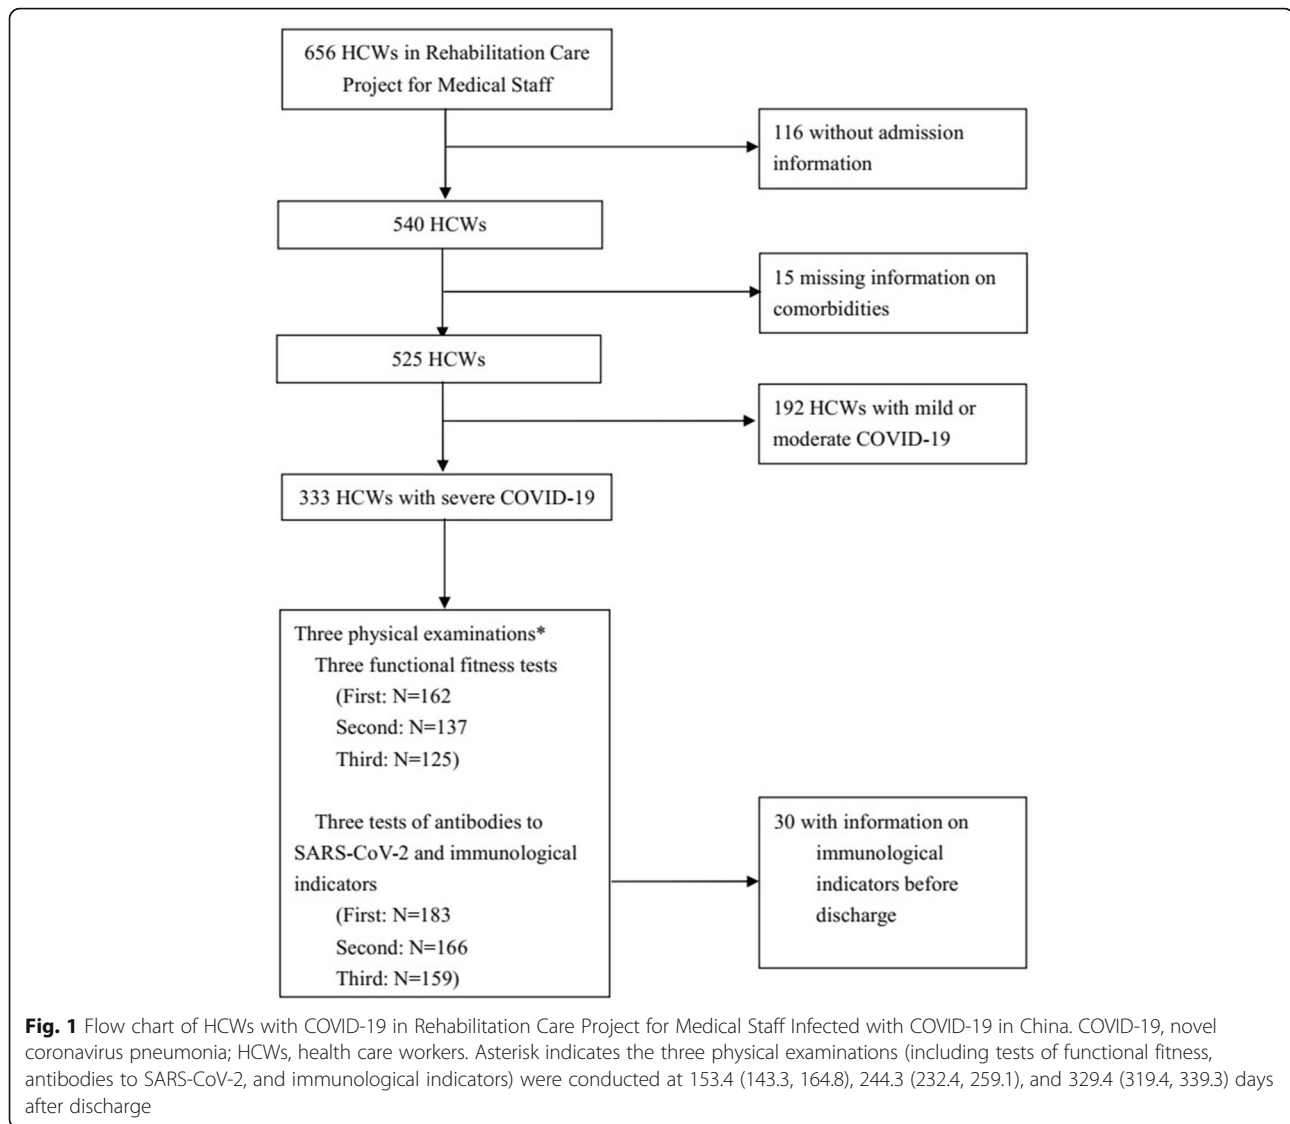 656 HCWs in Rehabilitation Care
Project for Medical Staff
116 without admission
information
540 HCWs
15 missing information on
comorbidities
525 HCWs
192 HCWs with mild or
moderate COVID-19
333 HCWs with severe COVID-19
Three physical examinations*
Three functional fitness tests
(First: N=162
Second: N=137
Third: N=125)
Three tests of antibodies to
SARS-CoV-2 and immunological
indicators
(First: N=183
Second: N=166
Third: N=159)
30 with information on
immunological
indicators before
discharge
Fig. 1 Flow chart of HCWs with COVID-19 in Rehabilitation Care Project for Medical Staff Infected with COVID-19 in China. COVID-19, novel
coronavirus pneumonia; HCWs, health care workers. Asterisk indicates the three physical examinations (including tests of functional fitness,
antibodies to SARS-CoV-2, and immunological indicators) were conducted at 153.4 (143.3, 164.8), 244.3 (232.4, 259.1), and 329.4 (319.4, 339.3) days
after discharge